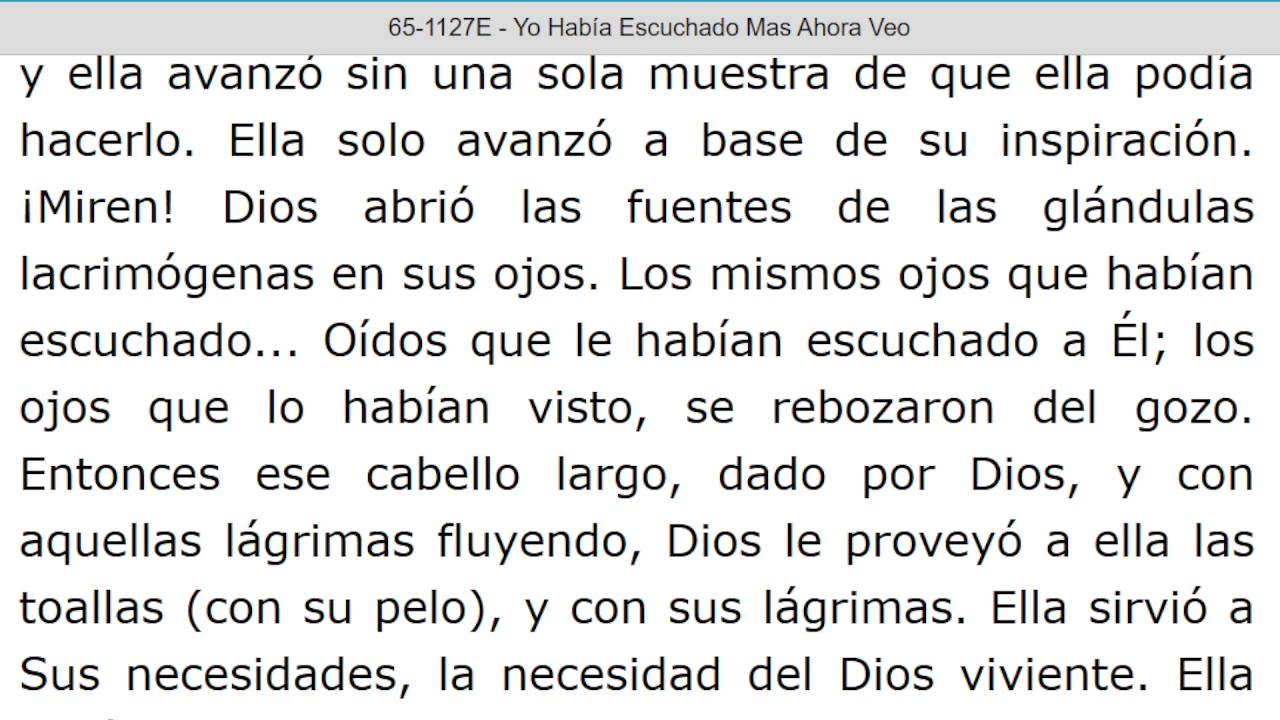 65-1127E - Yo Había Escuchado Mas Ahora Veo
y ella avanzó sin una sola muestra de que ella podía
hacerlo. Ella solo avanzó a base de su inspiración.
¡Miren! Dios abrió las fuentes de las glándulas
lacrimógenas en sus ojos. Los mismos ojos que habían
escuchado... Oídos que le habían escuchado a Él; los
ojos que lo habían visto, se rebozaron del gozo.
Entonces ese cabello largo, dado por Dios, y con
aquellas lágrimas fluyendo, Dios le proveyó a ella las
toallas (con su pelo), y con sus lágrimas. Ella sirvió a
Sus necesidades, la necesidad del Dios viviente. Ella